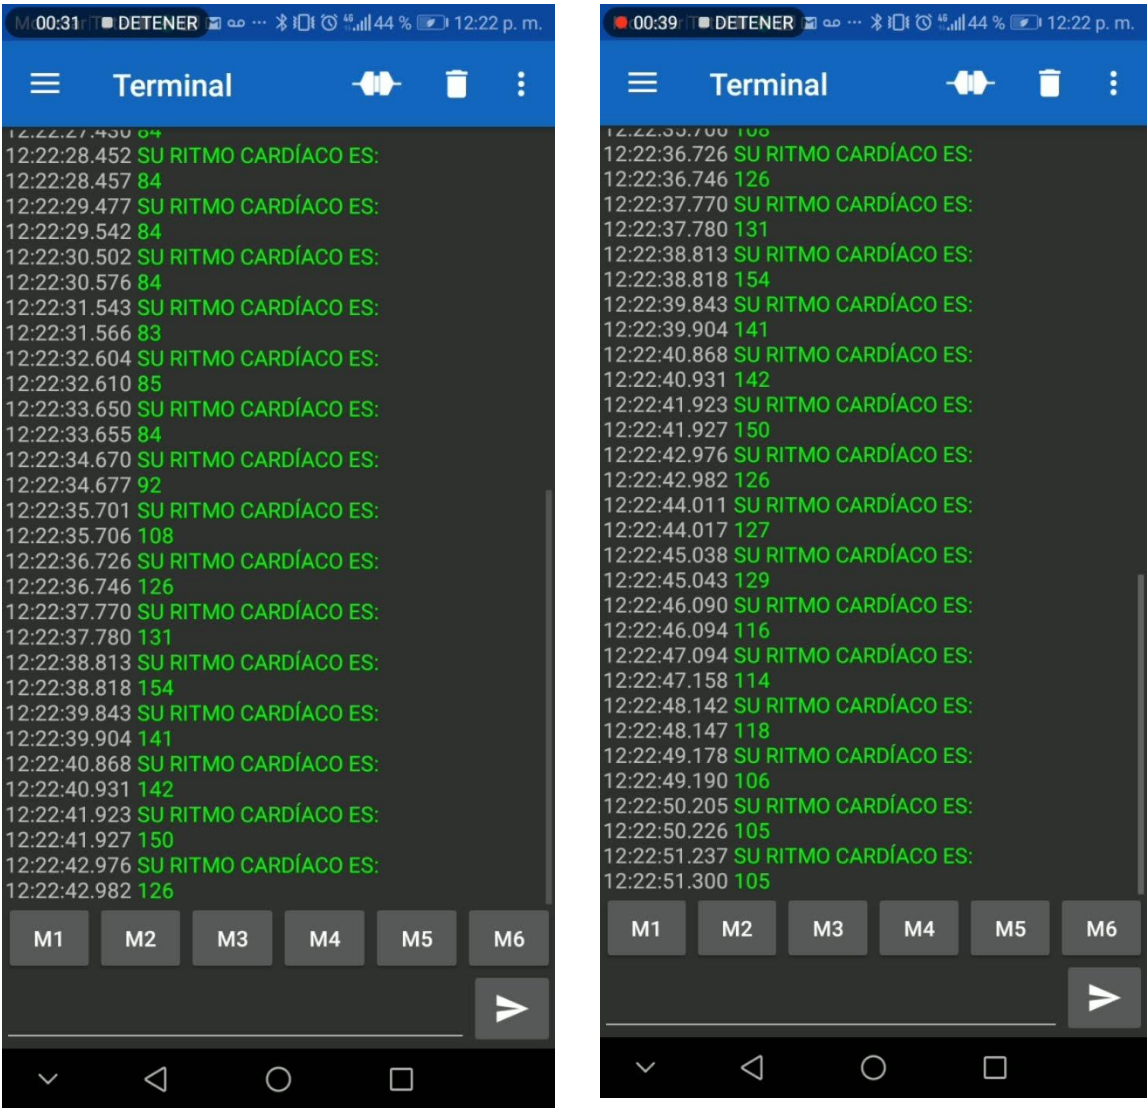 00:31 DETENER 44 % 12:22 p. m.
Terminal
12:22:27.430 84
12:22:28.452 SU RITMO CARDÍACO ES:
12:22:28.457 84
12:22:29.477 SU RITMO CARDÍACO ES:
12:22:29.542 84
12:22:30.502 SU RITMO CARDÍACO ES:
12:22:30.576 84
12:22:31.543 SU RITMO CARDÍACO ES:
12:22:31.566 83
12:22:32.604 SU RITMO CARDÍACO ES:
12:22:32.610 85
12:22:33.650 SU RITMO CARDÍACO ES:
12:22:33.655 84
12:22:34.670 SU RITMO CARDÍACO ES:
12:22:34.677 92
12:22:35.701 SU RITMO CARDÍACO ES:
12:22:35.706 108
12:22:36.726 SU RITMO CARDÍACO ES:
12:22:36.746 126
12:22:37.770 SU RITMO CARDÍACO ES:
12:22:37.780 131
12:22:38.813 SU RITMO CARDÍACO ES:
12:22:38.818 154
12:22:39.843 SU RITMO CARDÍACO ES:
12:22:39.904 141
12:22:40.868 SU RITMO CARDÍACO ES:
12:22:40.931 142
12:22:41.923 SU RITMO CARDÍACO ES:
12:22:41.927 150
12:22:42.976 SU RITMO CARDÍACO ES:
12:22:42.982 126
M1 M2 M3 M4 M5 M6
00:39 DETENER 44 % 12:22 p. m.
Terminal
12:22:35.706 108
12:22:36.726 SU RITMO CARDÍACO ES:
12:22:36.746 126
12:22:37.770 SU RITMO CARDÍACO ES:
12:22:37.780 131
12:22:38.813 SU RITMO CARDÍACO ES:
12:22:38.818 154
12:22:39.843 SU RITMO CARDÍACO ES:
12:22:39.904 141
12:22:40.868 SU RITMO CARDÍACO ES:
12:22:40.931 142
12:22:41.923 SU RITMO CARDÍACO ES:
12:22:41.927 150
12:22:42.976 SU RITMO CARDÍACO ES:
12:22:42.982 126
12:22:44.011 SU RITMO CARDÍACO ES:
12:22:44.017 127
12:22:45.038 SU RITMO CARDÍACO ES:
12:22:45.043 129
12:22:46.090 SU RITMO CARDÍACO ES:
12:22:46.094 116
12:22:47.094 SU RITMO CARDÍACO ES:
12:22:47.158 114
12:22:48.142 SU RITMO CARDÍACO ES:
12:22:48.147 118
12:22:49.178 SU RITMO CARDÍACO ES:
12:22:49.190 106
12:22:50.205 SU RITMO CARDÍACO ES:
12:22:50.226 105
12:22:51.237 SU RITMO CARDÍACO ES:
12:22:51.300 105
M1 M2 M3 M4 M5 M6